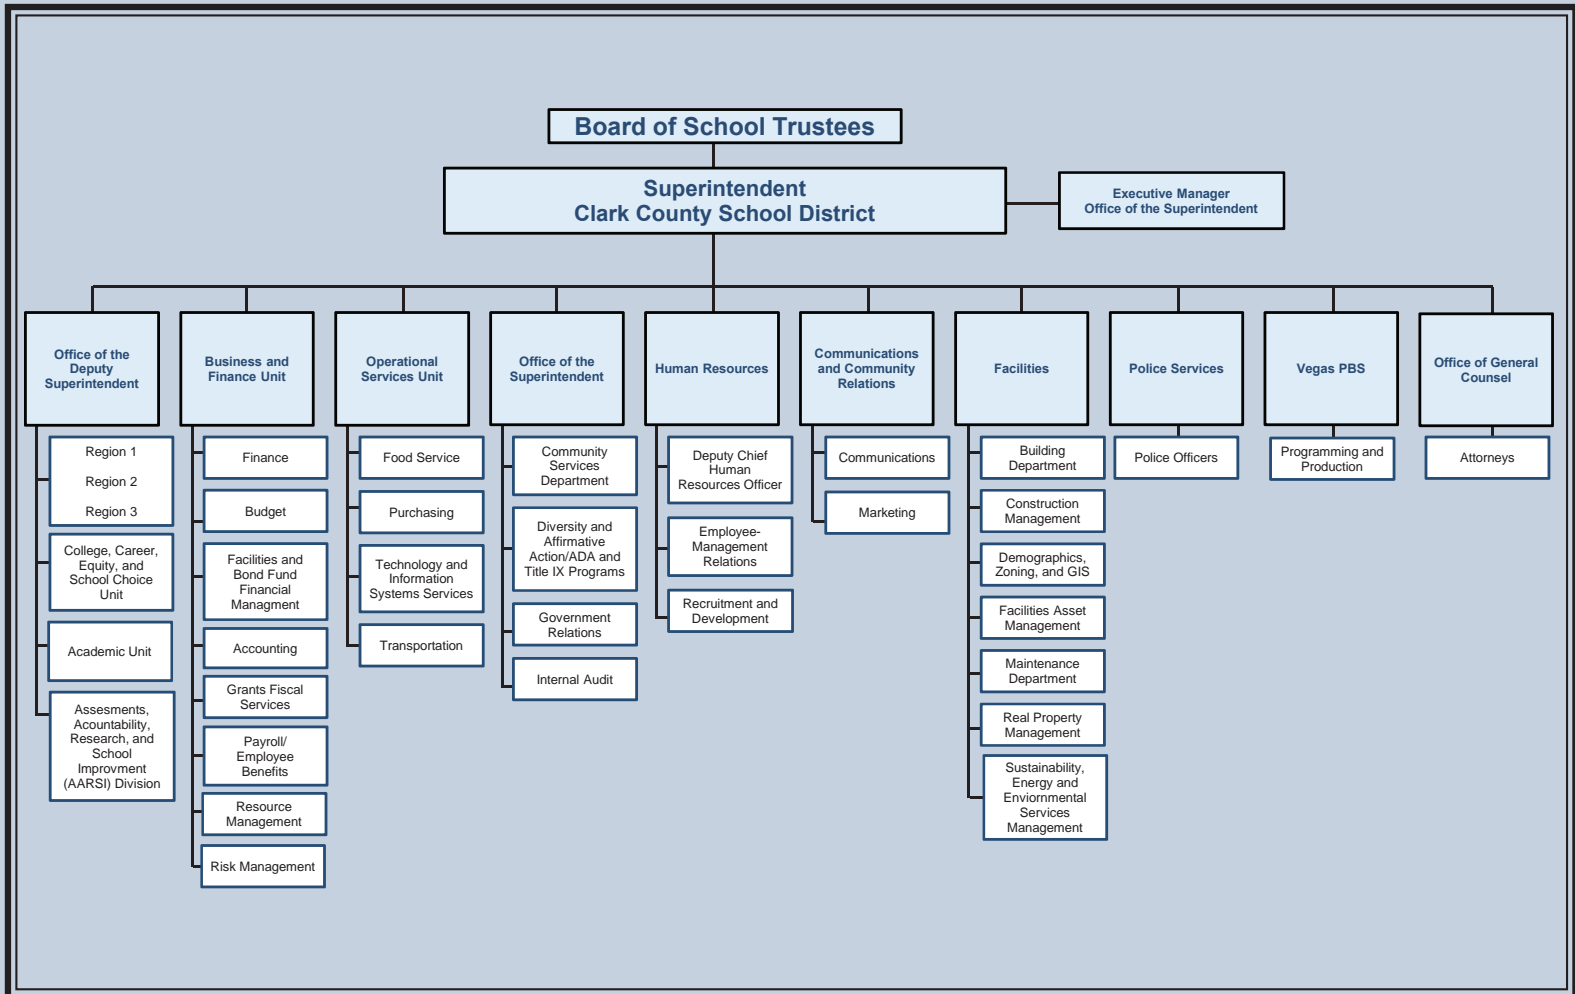 Board of School Trustees
Superintendent
Clark County School District
Executive Manager
Office of the Superintendent
Office of the
Deputy
Superintendent
Region 1
Region 2
Region 3
College, Career,
Equity, and
School Choice
Unit
Academic Unit
Assesments,
Acountability,
Research, and
School
Improvment
(AARSI) Division
Business and
Finance Unit
Finance
Budget
Facilities and
Bond Fund
Financial
Managment
Accounting
Grants Fiscal
Services
Payroll/
Employee
Benefits
Resource
Management
Risk Management
Operational
Services Unit
Food Service
Purchasing
Technology and
Information
Systems Services
Transportation
Office of the
Superintendent
Community
Services
Department
Diversity and
Affirmative
Action/ADA and
Title IX Programs
Government
Relations
Internal Audit
Human Resources
Deputy Chief
Human
Resources Officer
Employee-
Management
Relations
Recruitment and
Development
Communications
and Community
Relations
Communications
Marketing
Facilities
Building
Department
Construction
Management
Demographics,
Zoning, and GIS
Facilities Asset
Management
Maintenance
Department
Real Property
Management
Sustainability,
Energy and
Enviornmental
Services
Management
Police Services
Police Officers
Vegas PBS
Programming and
Production
Office of General
Counsel
Attorneys